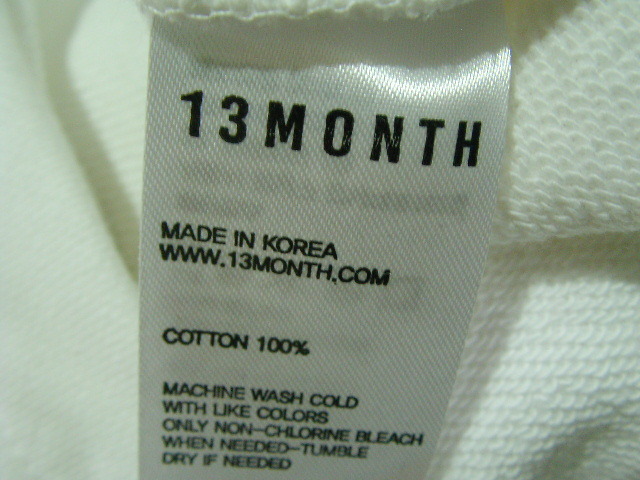 13MONTH
MADE IN KOREA
WWW.13MONTH.COM
COTTON 100%
MACHINE WASH COLD
WITH LIKE COLORS
ONLY NON-CHLORINE BLEACH
WHEN NEEDED-TUMBLE
DRY IF NEEDED